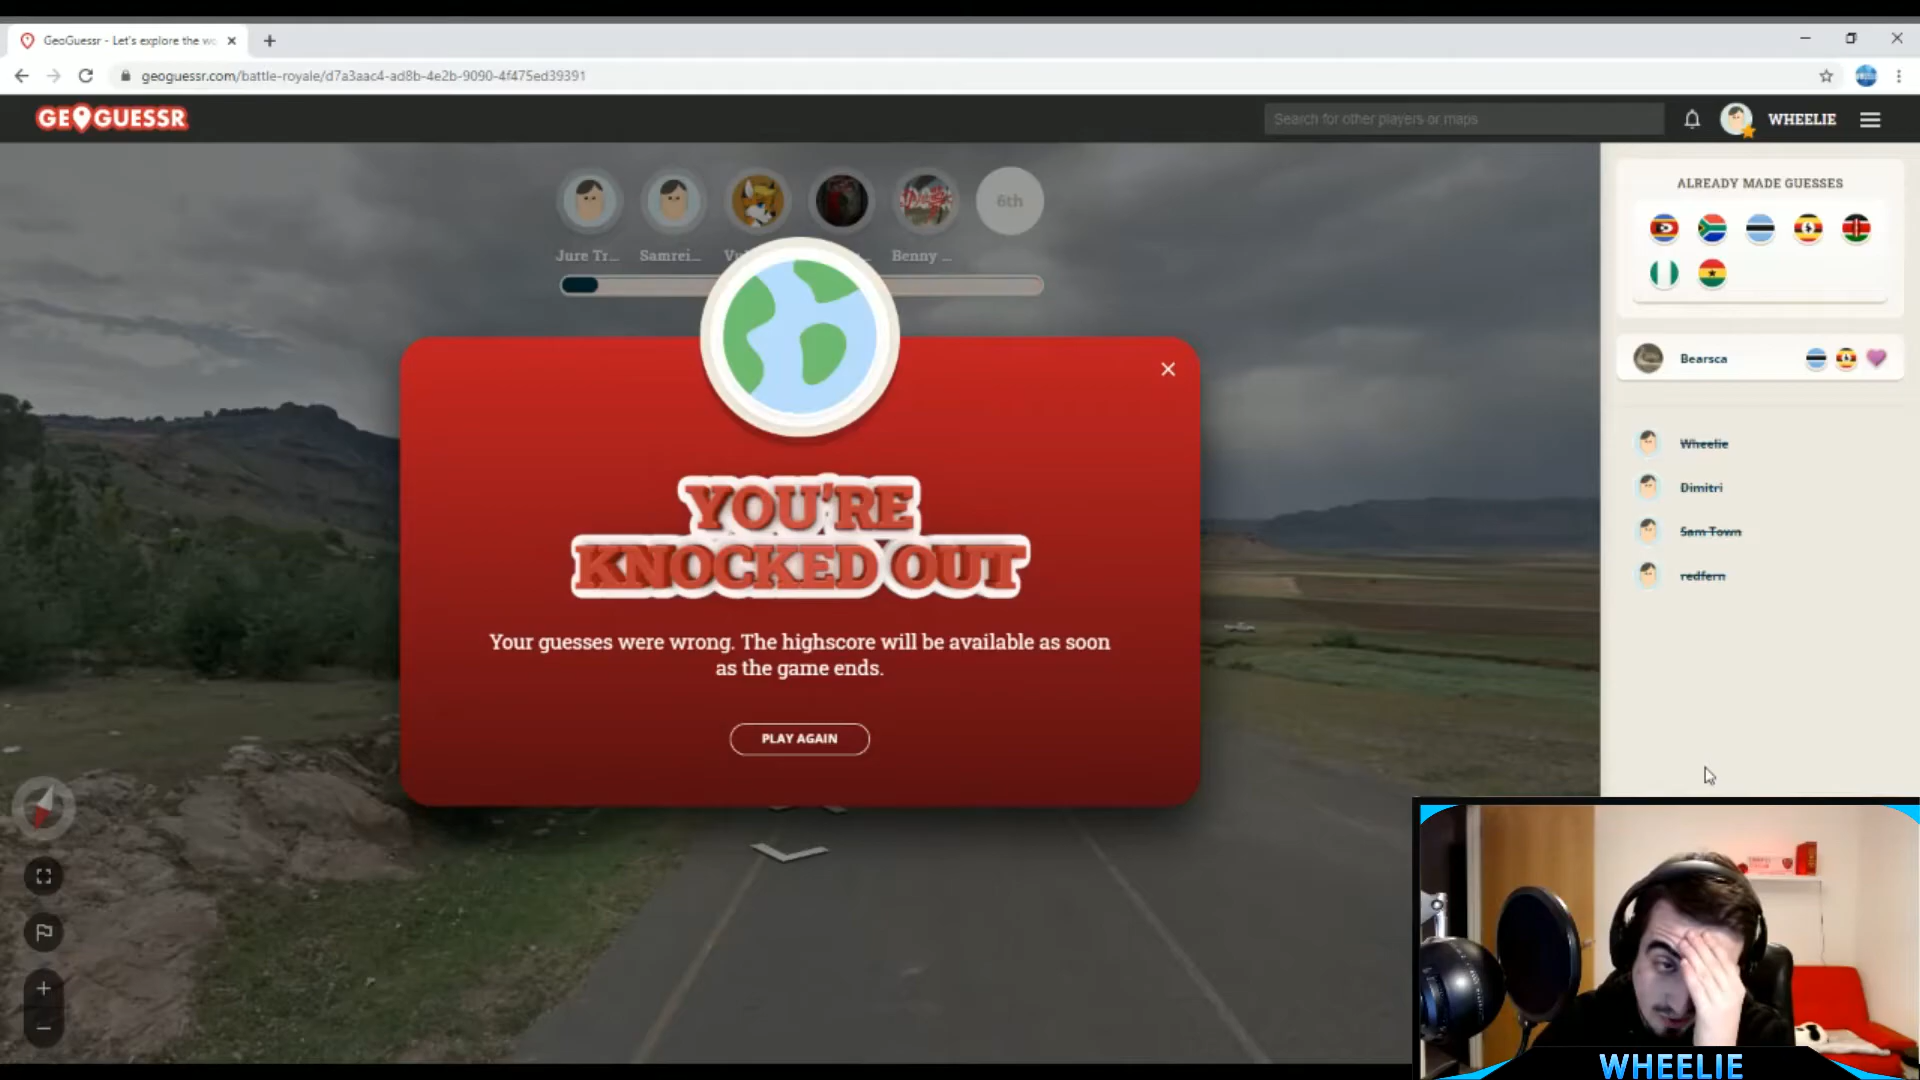 GeoGuessr - Let's explore the wo
geoguessr.com/battle-royale/d7a3aac4-ad8b-4e2b-9090-4f475ed39391
GEOGUESSR
Search for other players or maps
WHEELIE
6th
Jure Tr... Samrei... Benny ...
ALREADY MADE GUESSES
Bearsca
Wheelie
Dimitri
Sam Town
redfern
YOU'RE
KNOCKED OUT
Your guesses were wrong. The highscore will be available as soon
as the game ends.
PLAY AGAIN
WHEELIE